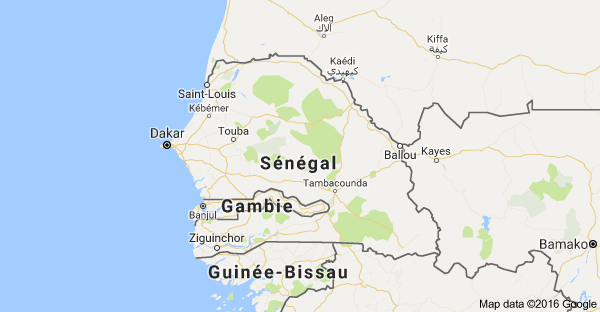 Aleg
ألاك
Kiffa
كيفة
Kaédi
كيهيدي
Saint-Louis
Kébémer
Dakar
Touba
Ballou
Kayes
Sénégal
Tambacounda
Gambie
Banjul
Ziguinchor
Bamako
Guinée-Bissau
Map data ©2016 Google